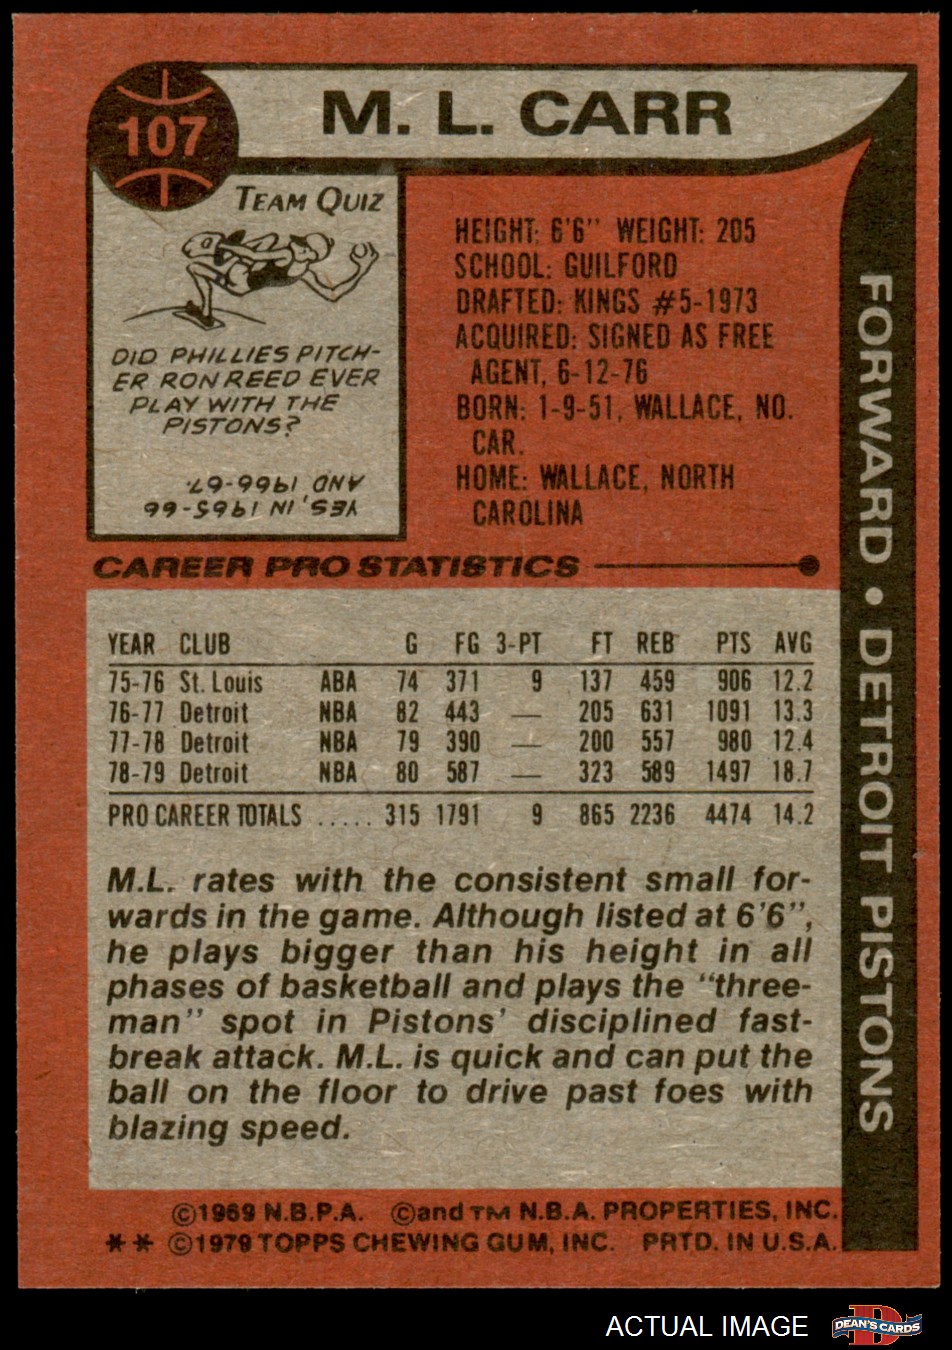 107
M. L. CARR
TEAM QUIZ
DID PHILLIES PITCH-
ER RON REED EVER
PLAY WITH THE
PISTONS?
YES, IN 1965-66
AND 1966-67.
HEIGHT: 6'6" WEIGHT: 205
SCHOOL: GUILFORD
DRAFTED: KINGS #5-1973
ACQUIRED: SIGNED AS FREE
AGENT, 6-12-76
BORN: 1-9-51, WALLACE, NO.
CAR.
HOME: WALLACE, NORTH
CAROLINA
FORWARD • DETROIT PISTONS
CAREER PRO STATISTICS
YEAR CLUB G FG 3-PT FT REB PTS AVG
75-76 St. Louis ABA 74 371 9 137 459 906 12.2
76-77 Detroit NBA 82 443 — 205 631 1091 13.3
77-78 Detroit NBA 79 390 — 200 557 980 12.4
78-79 Detroit NBA 80 587 — 323 589 1497 18.7
PRO CAREER TOTALS ..... 315 1791 9 865 2236 4474 14.2
M.L. rates with the consistent small for-
wards in the game. Although listed at 6'6",
he plays bigger than his height in all
phases of basketball and plays the "three-
man" spot in Pistons' disciplined fast-
break attack. M.L. is quick and can put the
ball on the floor to drive past foes with
blazing speed.
©1969 N.B.P.A. ©and TM N.B.A. PROPERTIES, INC.
** ©1979 TOPPS CHEWING GUM, INC. PRTD. IN U.S.A.
ACTUAL IMAGE
D
DEAN'S CARDS